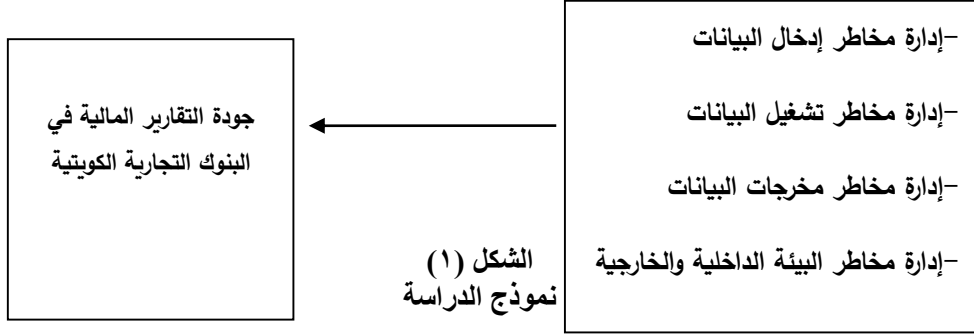 -إدارة مخاطر إدخال البيانات
-إدارة مخاطر تشغيل البيانات
-إدارة مخاطر مخرجات البيانات
-إدارة مخاطر البيئة الداخلية والخارجية
جودة التقارير المالية في
البنوك التجارية الكويتية
الشكل (١)
نموذج الدراسة